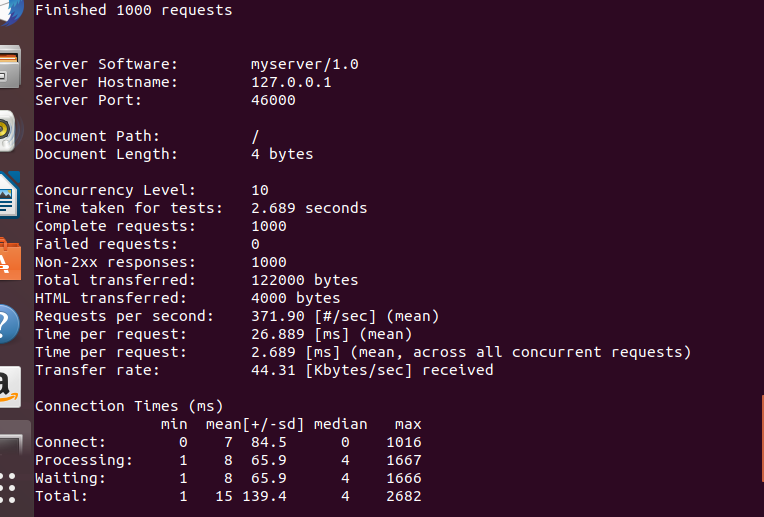 Finished 1000 requests
Server Software: myserver/1.0
Server Hostname: 127.0.0.1
Server Port: 46000
Document Path: /
Document Length: 4 bytes
Concurrency Level: 10
Time taken for tests: 2.689 seconds
Complete requests: 1000
Failed requests: 0
Non-2xx responses: 1000
Total transferred: 122000 bytes
HTML transferred: 4000 bytes
Requests per second: 371.90 [#/sec] (mean)
Time per request: 26.889 [ms] (mean)
Time per request: 2.689 [ms] (mean, across all concurrent requests)
Transfer rate: 44.31 [Kbytes/sec] received
Connection Times (ms)
min mean[+/-sd] median max
Connect: 0 7 84.5 0 1016
Processing: 1 8 65.9 4 1667
Waiting: 1 8 65.9 4 1666
Total: 1 15 139.4 4 2682